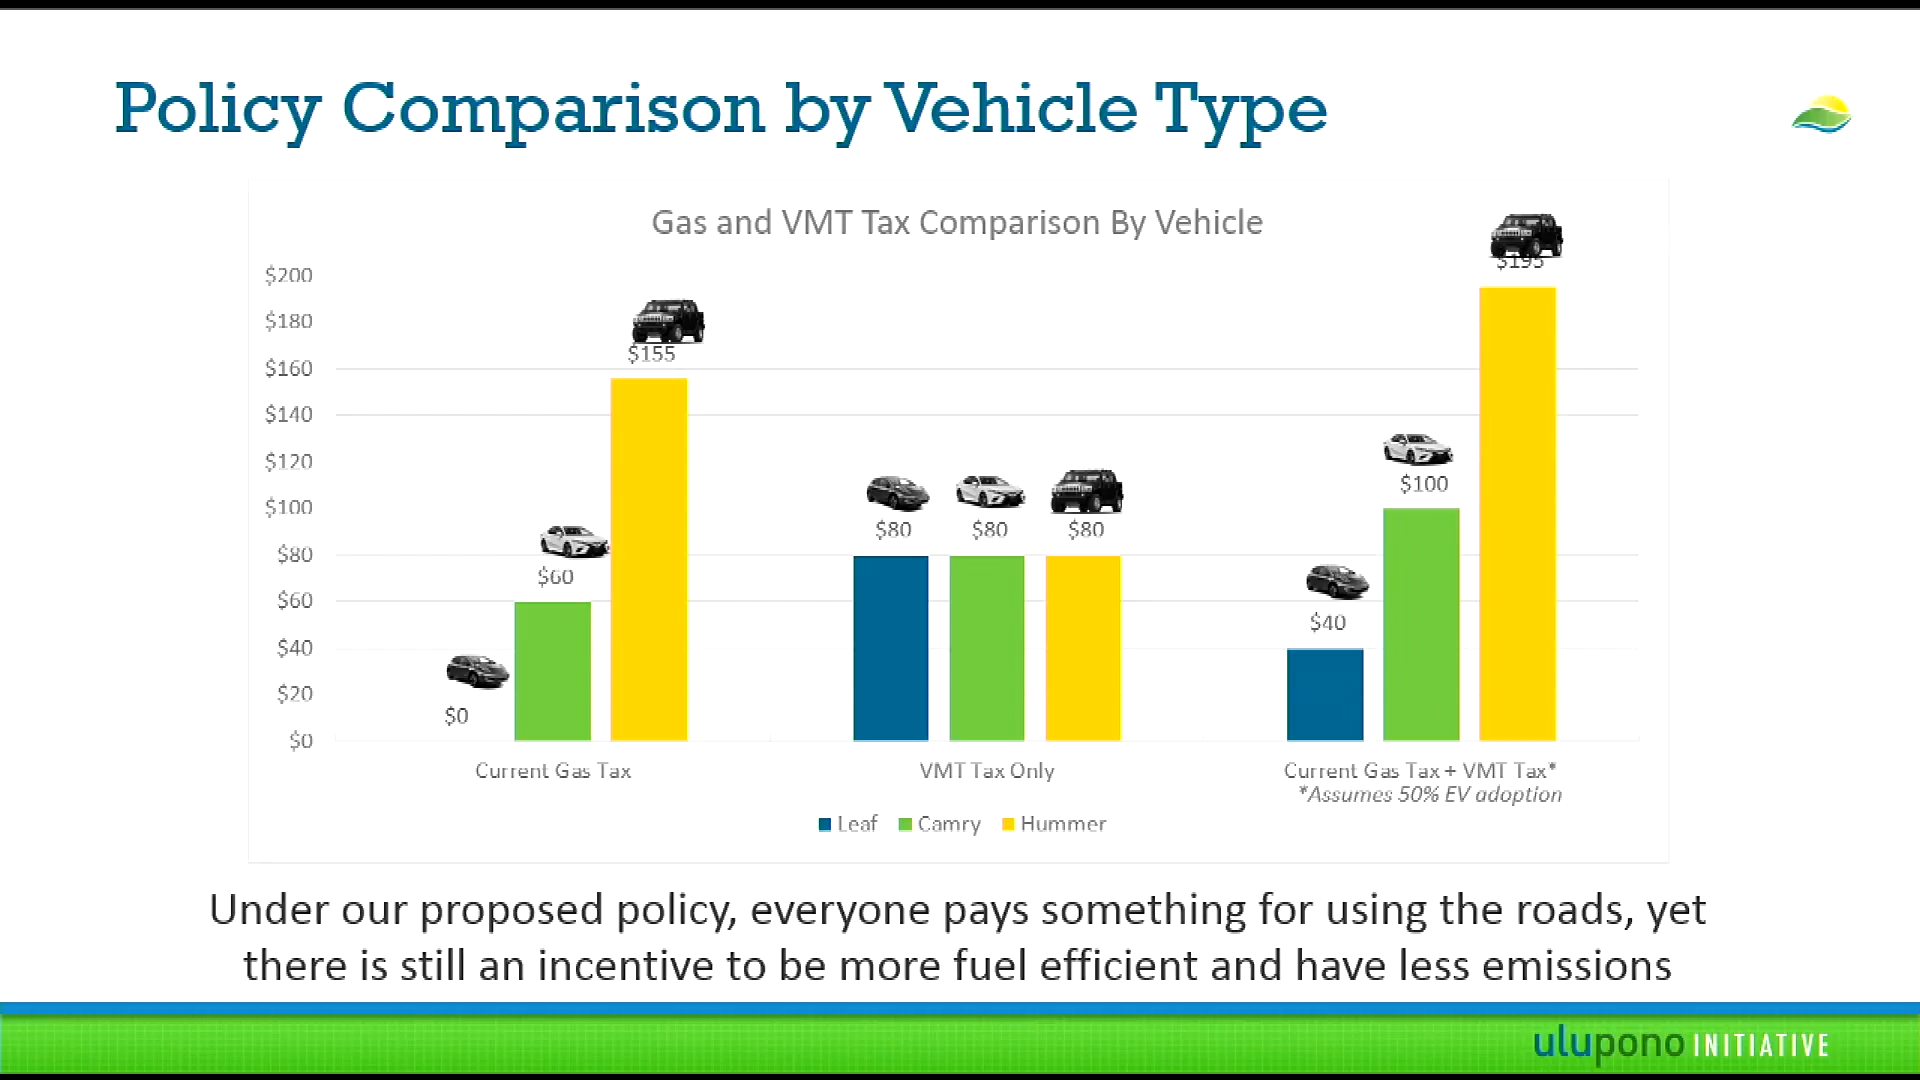 Policy Comparison by Vehicle Type
Gas and VMT Tax Comparison By Vehicle
$200
$180
$160
$140
$120
$100
$80
$60
$40
$20
$0
$0
$60
$155
$80
$80
$80
$40
$100
$195
Current Gas Tax
VMT Tax Only
Current Gas Tax + VMT Tax*
*Assumes 50% EV adoption
Leaf
Camry
Hummer
Under our proposed policy, everyone pays something for using the roads, yet
there is still an incentive to be more fuel efficient and have less emissions
ulupono INITIATIVE